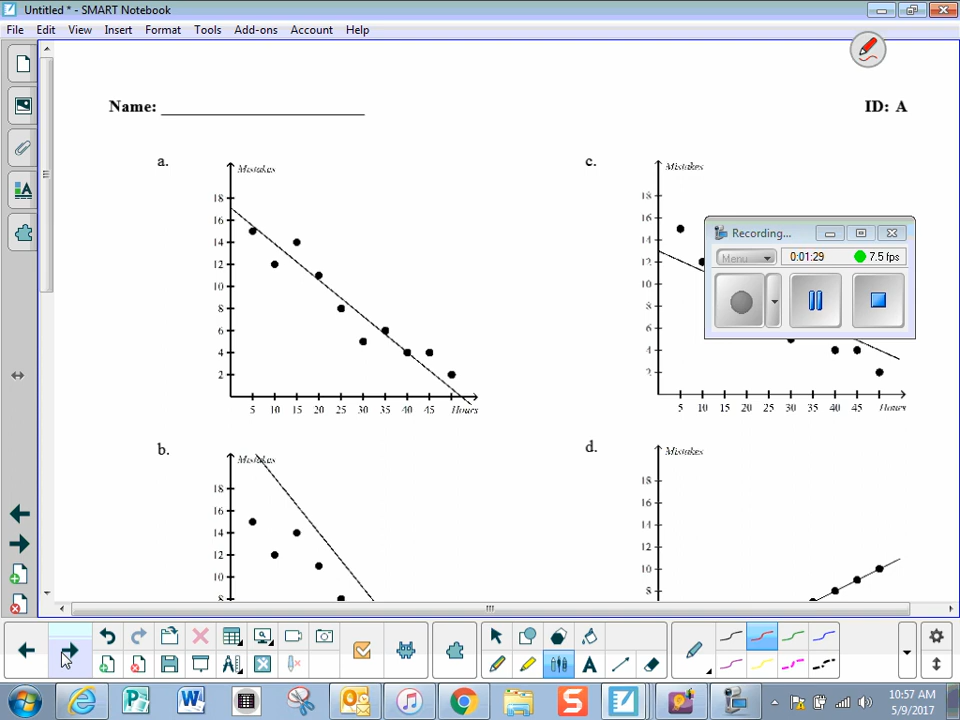 Untitled * - SMART Notebook
File Edit View Insert Format Tools Add-ons Account Help
Name: ID: A
a.
Mistakes
18
16
14
12
10
8
6
4
2
5 10 15 20 25 30 35 40 45 Hours
c.
Mistakes
18
16
14
12
10
8
6
4
2
5 10 15 20 25 30 35 40 45 Hours
Recording...
Menu 0:01:29 7.5 fps
b.
Mistakes
18
16
14
12
10
8
d.
Mistakes
18
16
14
12
10
8
A
10:57 AM
5/9/2017